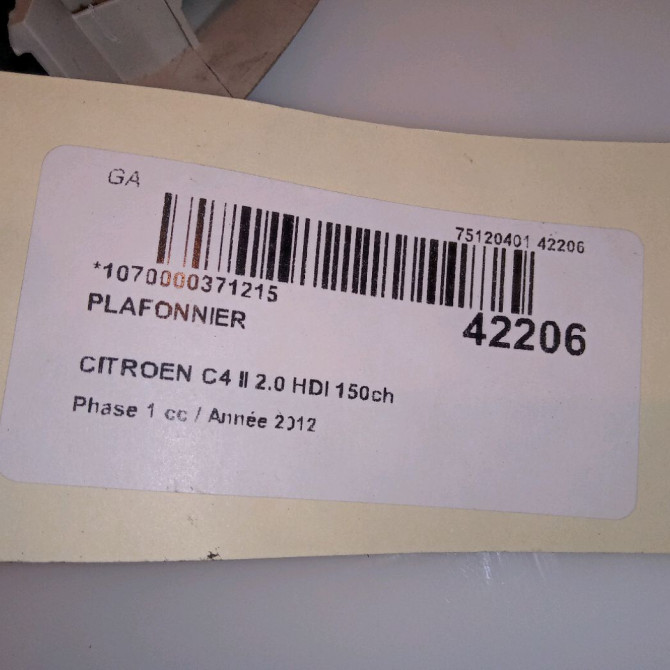 GA
75120401 42206
*1070000371215
PLAFONNIER
42206
CITROEN C4 II 2.0 HDI 150ch
Phase 1 cc / Année 2012